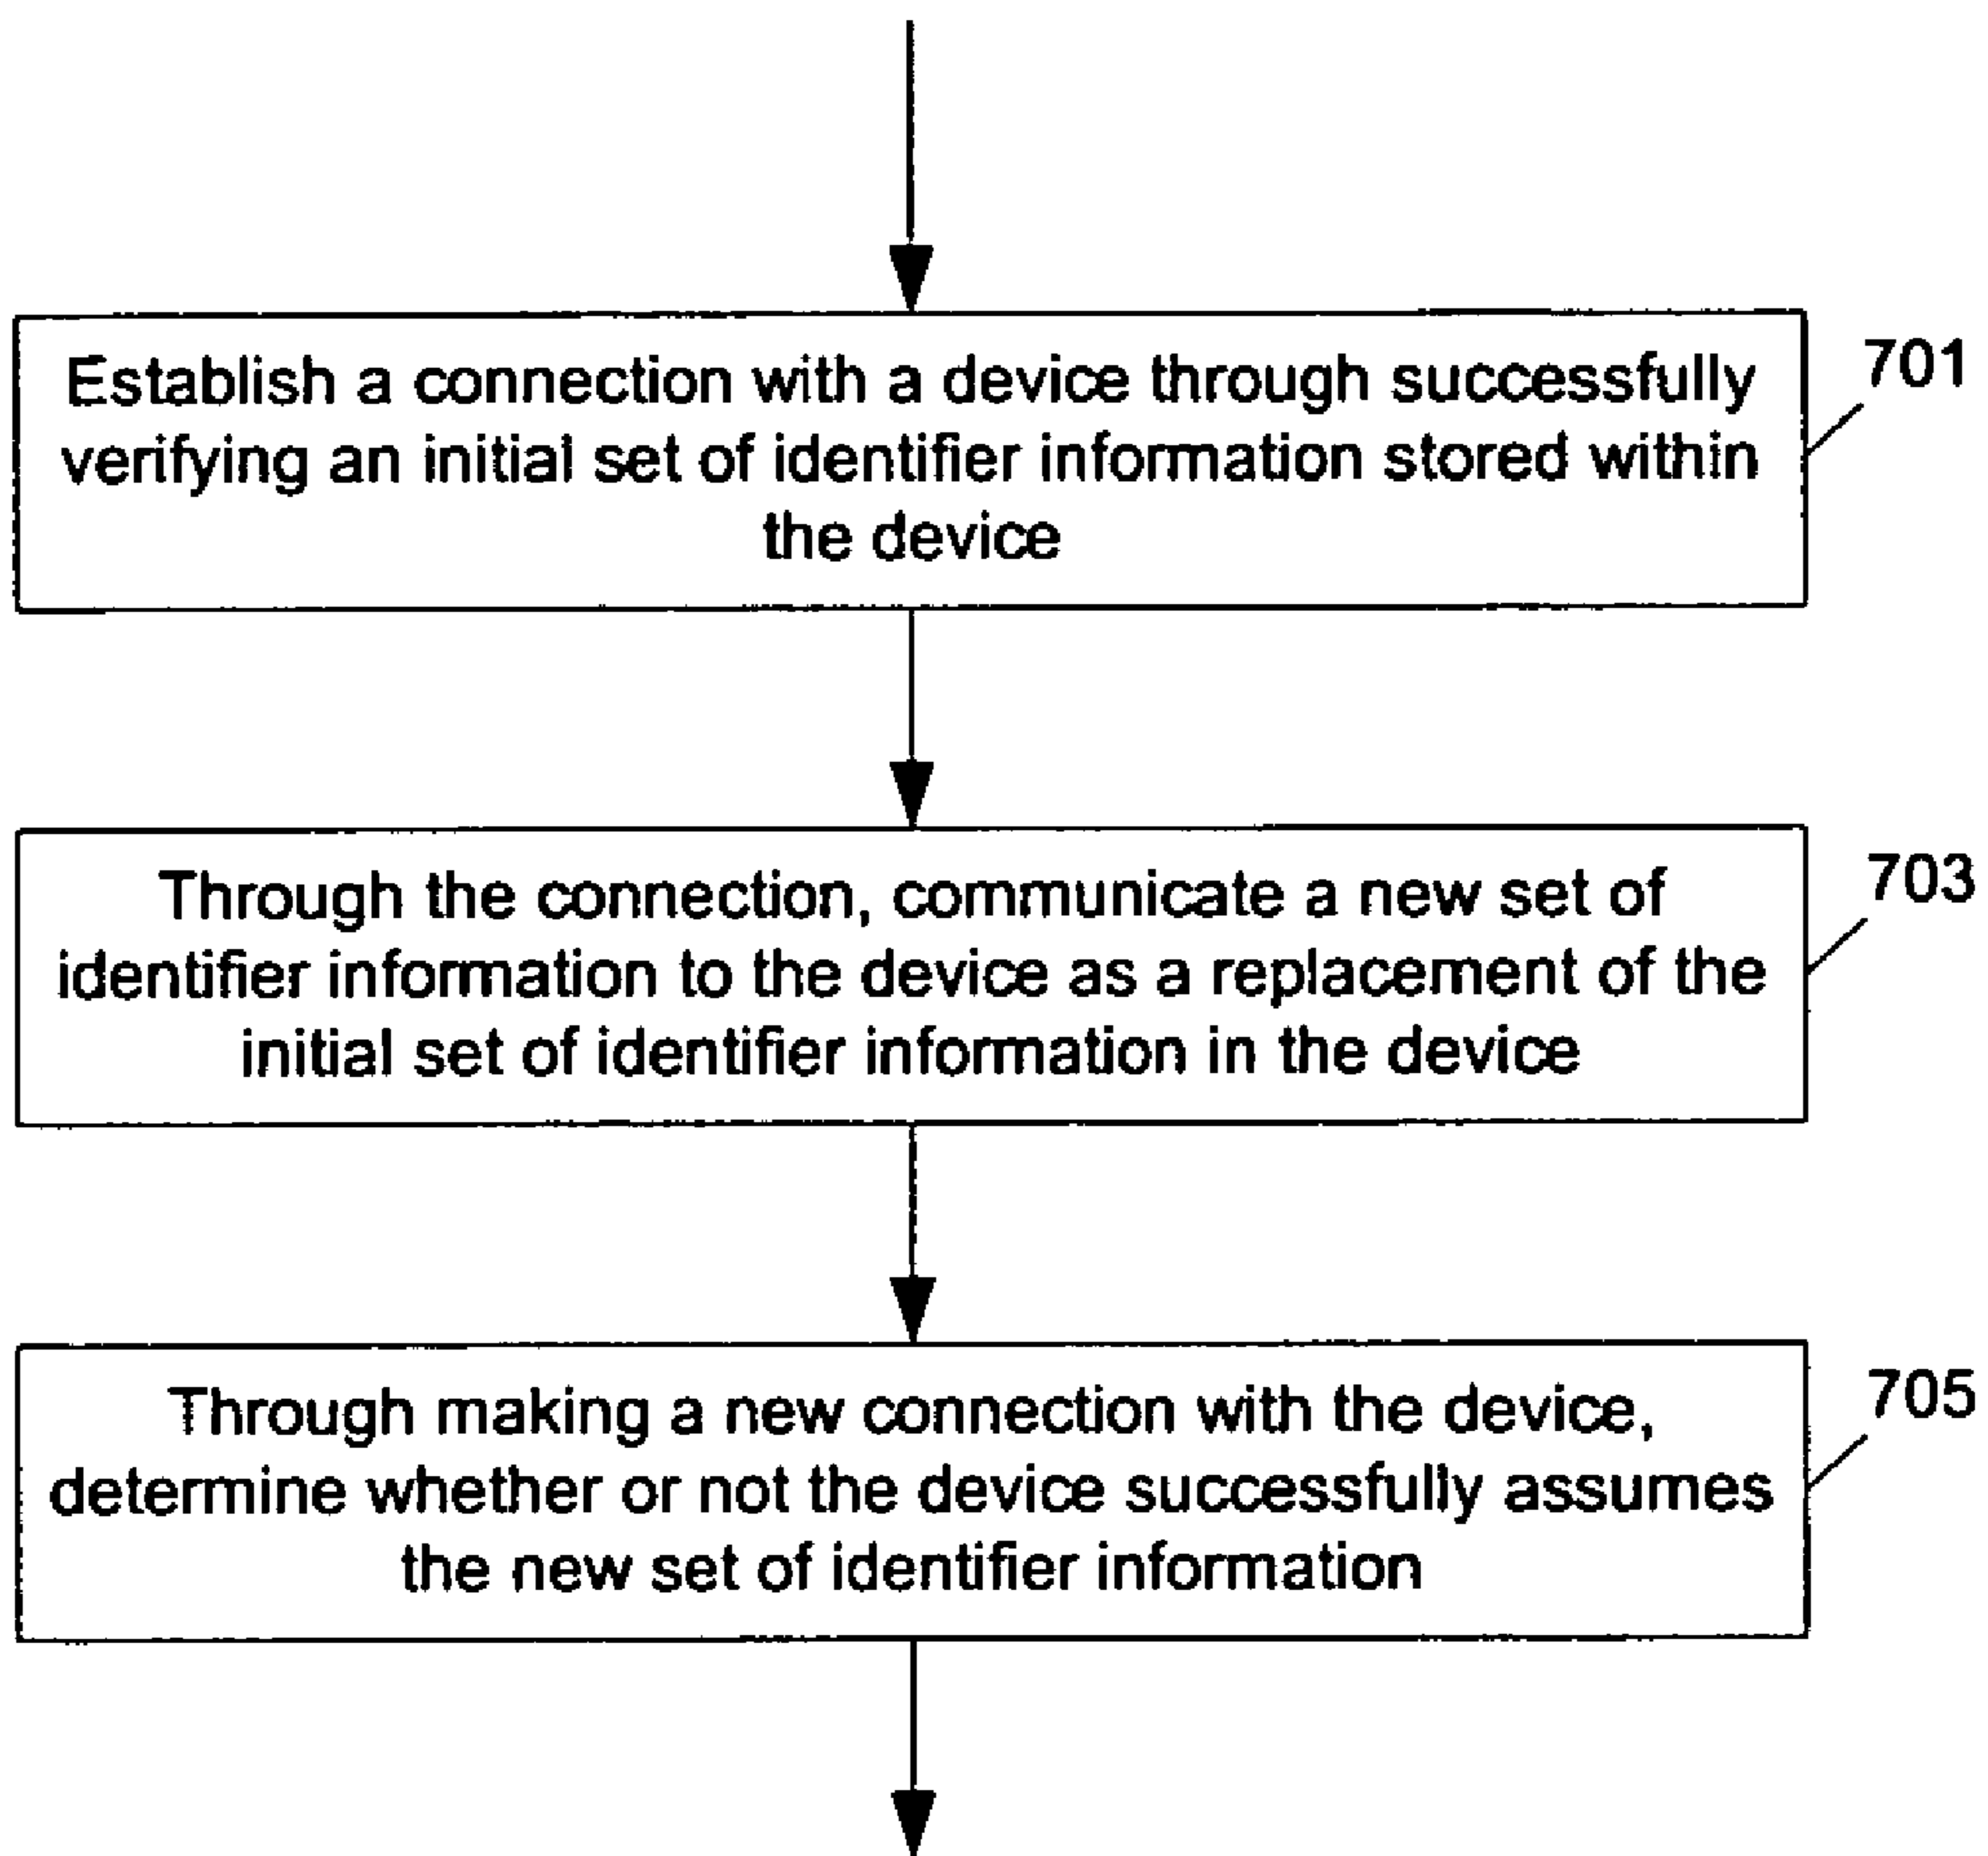 Establish a connection with a device through successfully
verifying an initial set of identifier information stored within
the device
701
Through the connection, communicate a new set of
identifier information to the device as a replacement of the
initial set of identifier information in the device
703
Through making a new connection with the device,
determine whether or not the device successfully assumes
the new set of identifier information
705